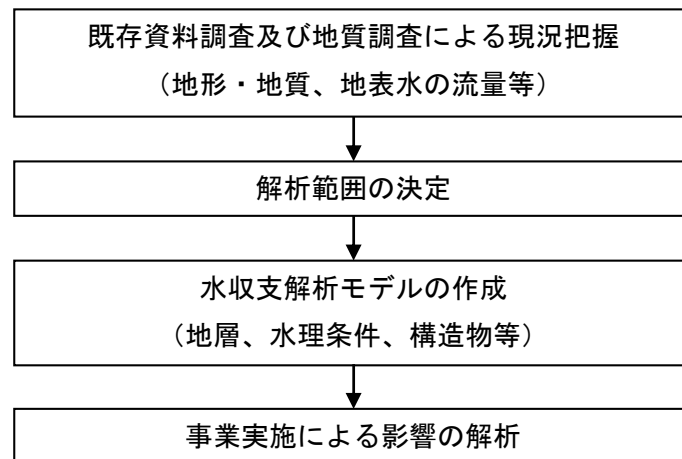 既存資料調査及び地質調査による現況把握
（地形・地質、地表水の流量等）
解析範囲の決定
水収支解析モデルの作成
（地層、水理条件、構造物等）
事業実施による影響の解析